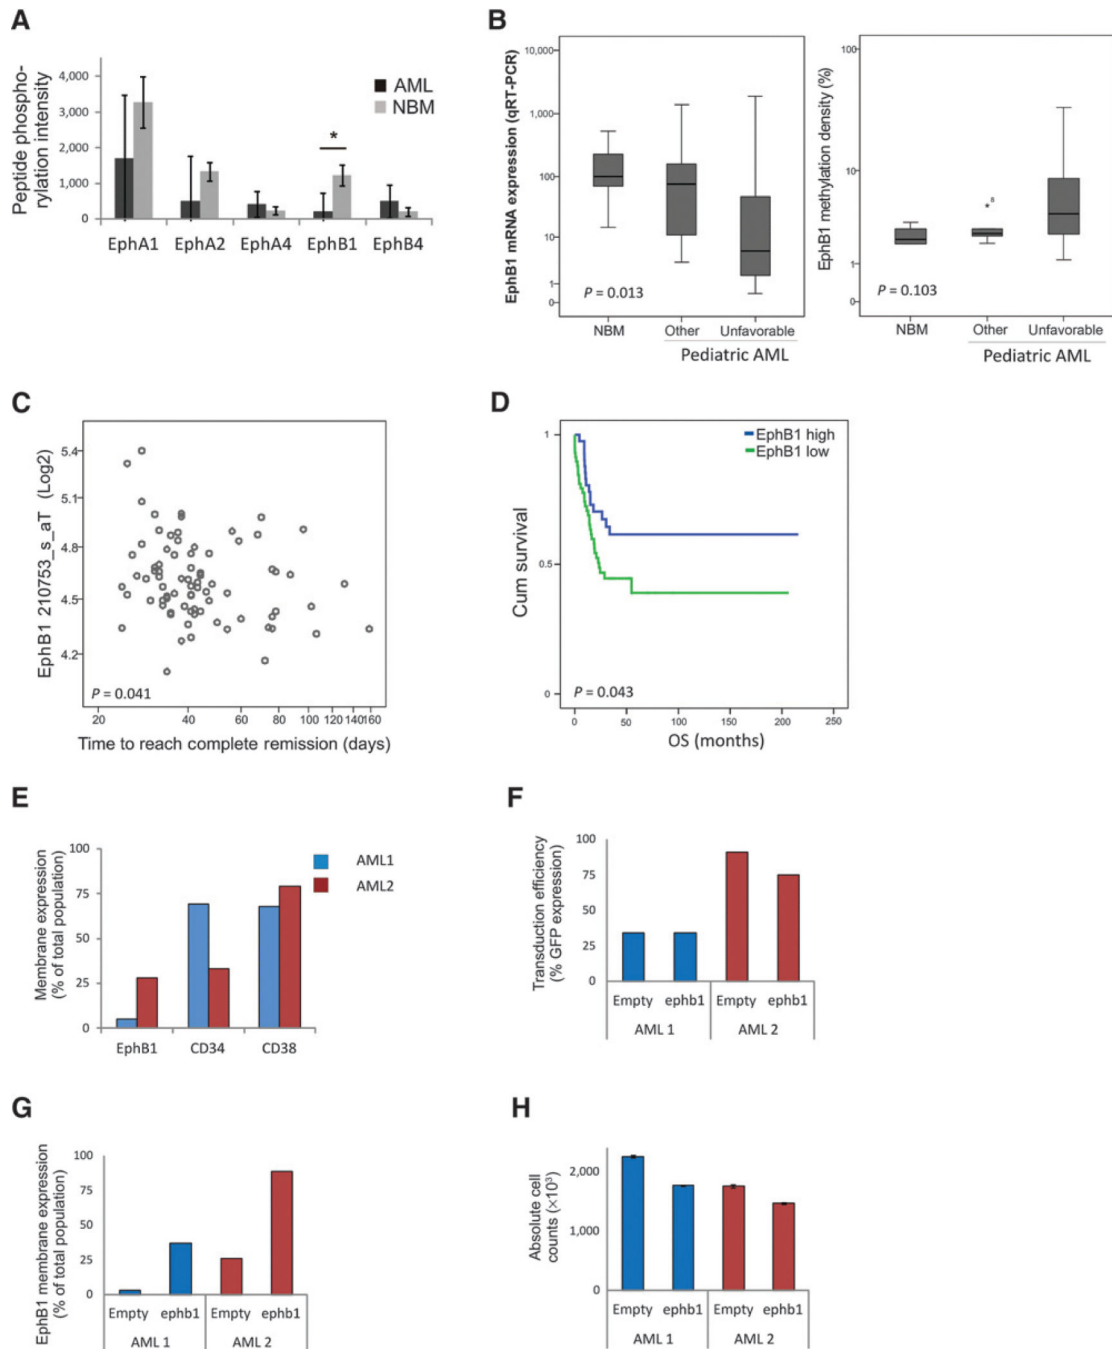 A
Peptide phospho-
rylation intensity
4,000
3,000
2,000
1,000
0
AML
NBM
*
EphA1 EphA2 EphA4 EphB1 EphB4
B
EphB1 mRNA expression (qRT-PCR)
10,000
1,000
100
10
1
0
P = 0.013
NBM Other Unfavorable
Pediatric AML
EphB1 methylation density (%)
100
10
1
0
* 8
P = 0.103
NBM Other Unfavorable
Pediatric AML
C
EphB1 210753_s_aT (Log2)
5.4
5.1
4.8
4.5
4.2
P = 0.041
20 40 60 80 100 120 140 160
Time to reach complete remission (days)
D
Cum survival
1
0.5
0
EphB1 high
EphB1 low
P = 0.043
0 50 100 150 200 250
OS (months)
E
Membrane expression
(% of total population)
100
75
50
25
0
AML1
AML2
EphB1 CD34 CD38
F
Transduction efficiency
(% GFP expression)
100
75
50
25
0
Empty ephb1 Empty ephb1
AML 1 AML 2
G
EphB1 membrane expression
(% of total population)
100
75
50
25
0
Empty ephb1 Empty ephb1
AML 1 AML 2
H
Absolute cell
counts (×10³)
2,000
1,000
0
Empty ephb1 Empty ephb1
AML 1 AML 2